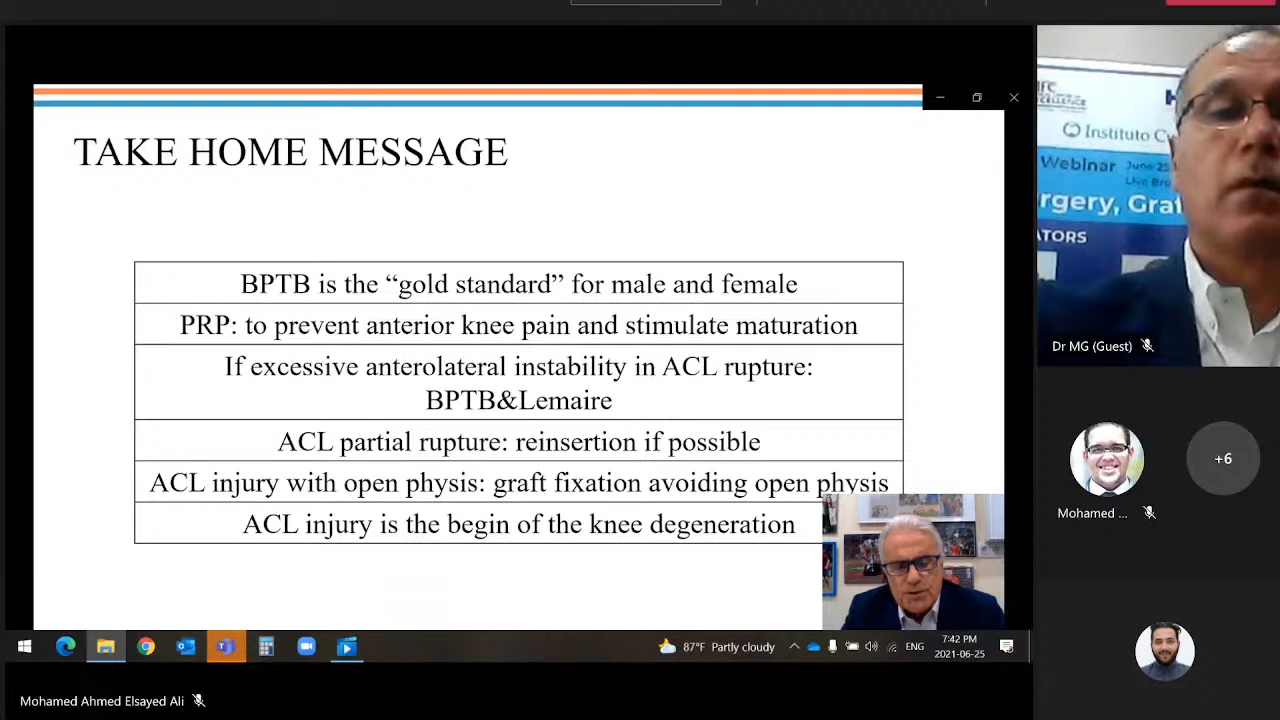 TAKE HOME MESSAGE
BPTB is the “gold standard” for male and female
PRP: to prevent anterior knee pain and stimulate maturation
If excessive anterolateral instability in ACL rupture:
BPTB&Lemaire
ACL partial rupture: reinsertion if possible
ACL injury with open physis: graft fixation avoiding open physis
ACL injury is the begin of the knee degeneration
87°F Partly cloudy
ENG
7:42 PM
2021-06-25
Mohamed Ahmed Elsayed Ali
Instituto
Webinar
June 25
Dr MG (Guest)
+6
Mohamed ...